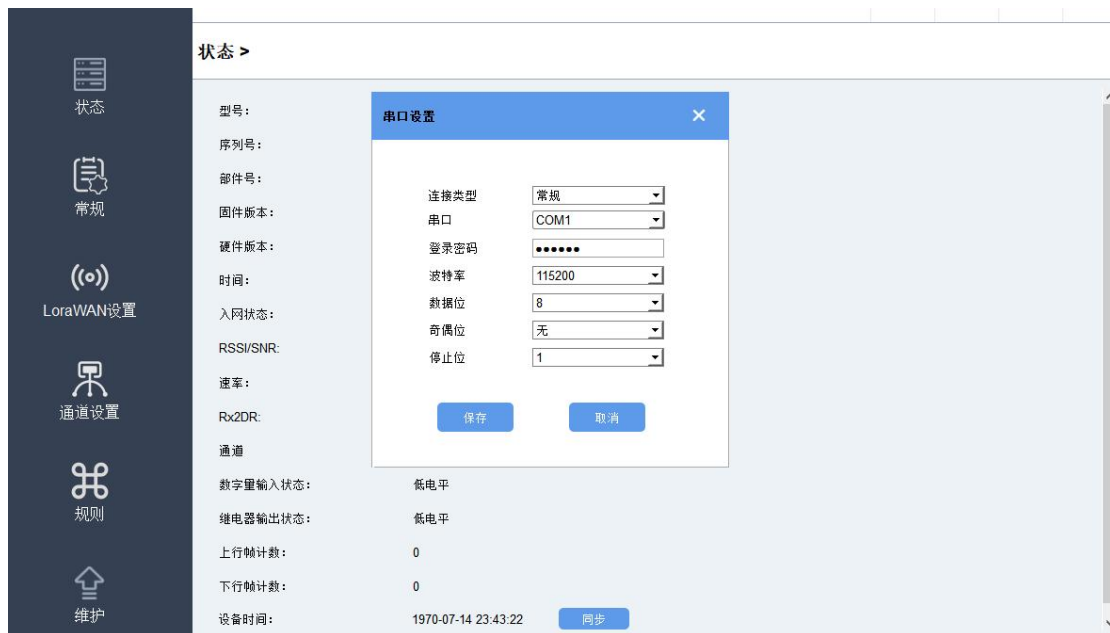 状态 >
状态
常规
LoraWAN设置
通道设置
规则
维护
型号：
序列号：
部件号：
固件版本：
硬件版本：
时间：
入网状态：
RSSI/SNR:
速率：
Rx2DR:
通道
数字量输入状态： 低电平
继电器输出状态： 低电平
上行帧计数： 0
下行帧计数： 0
设备时间： 1970-07-14 23:43:22 同步
串口设置 ×
连接类型 常规
串口 COM1
登录密码 ●●●●●●
波特率 115200
数据位 8
奇偶位 无
停止位 1
保存 取消